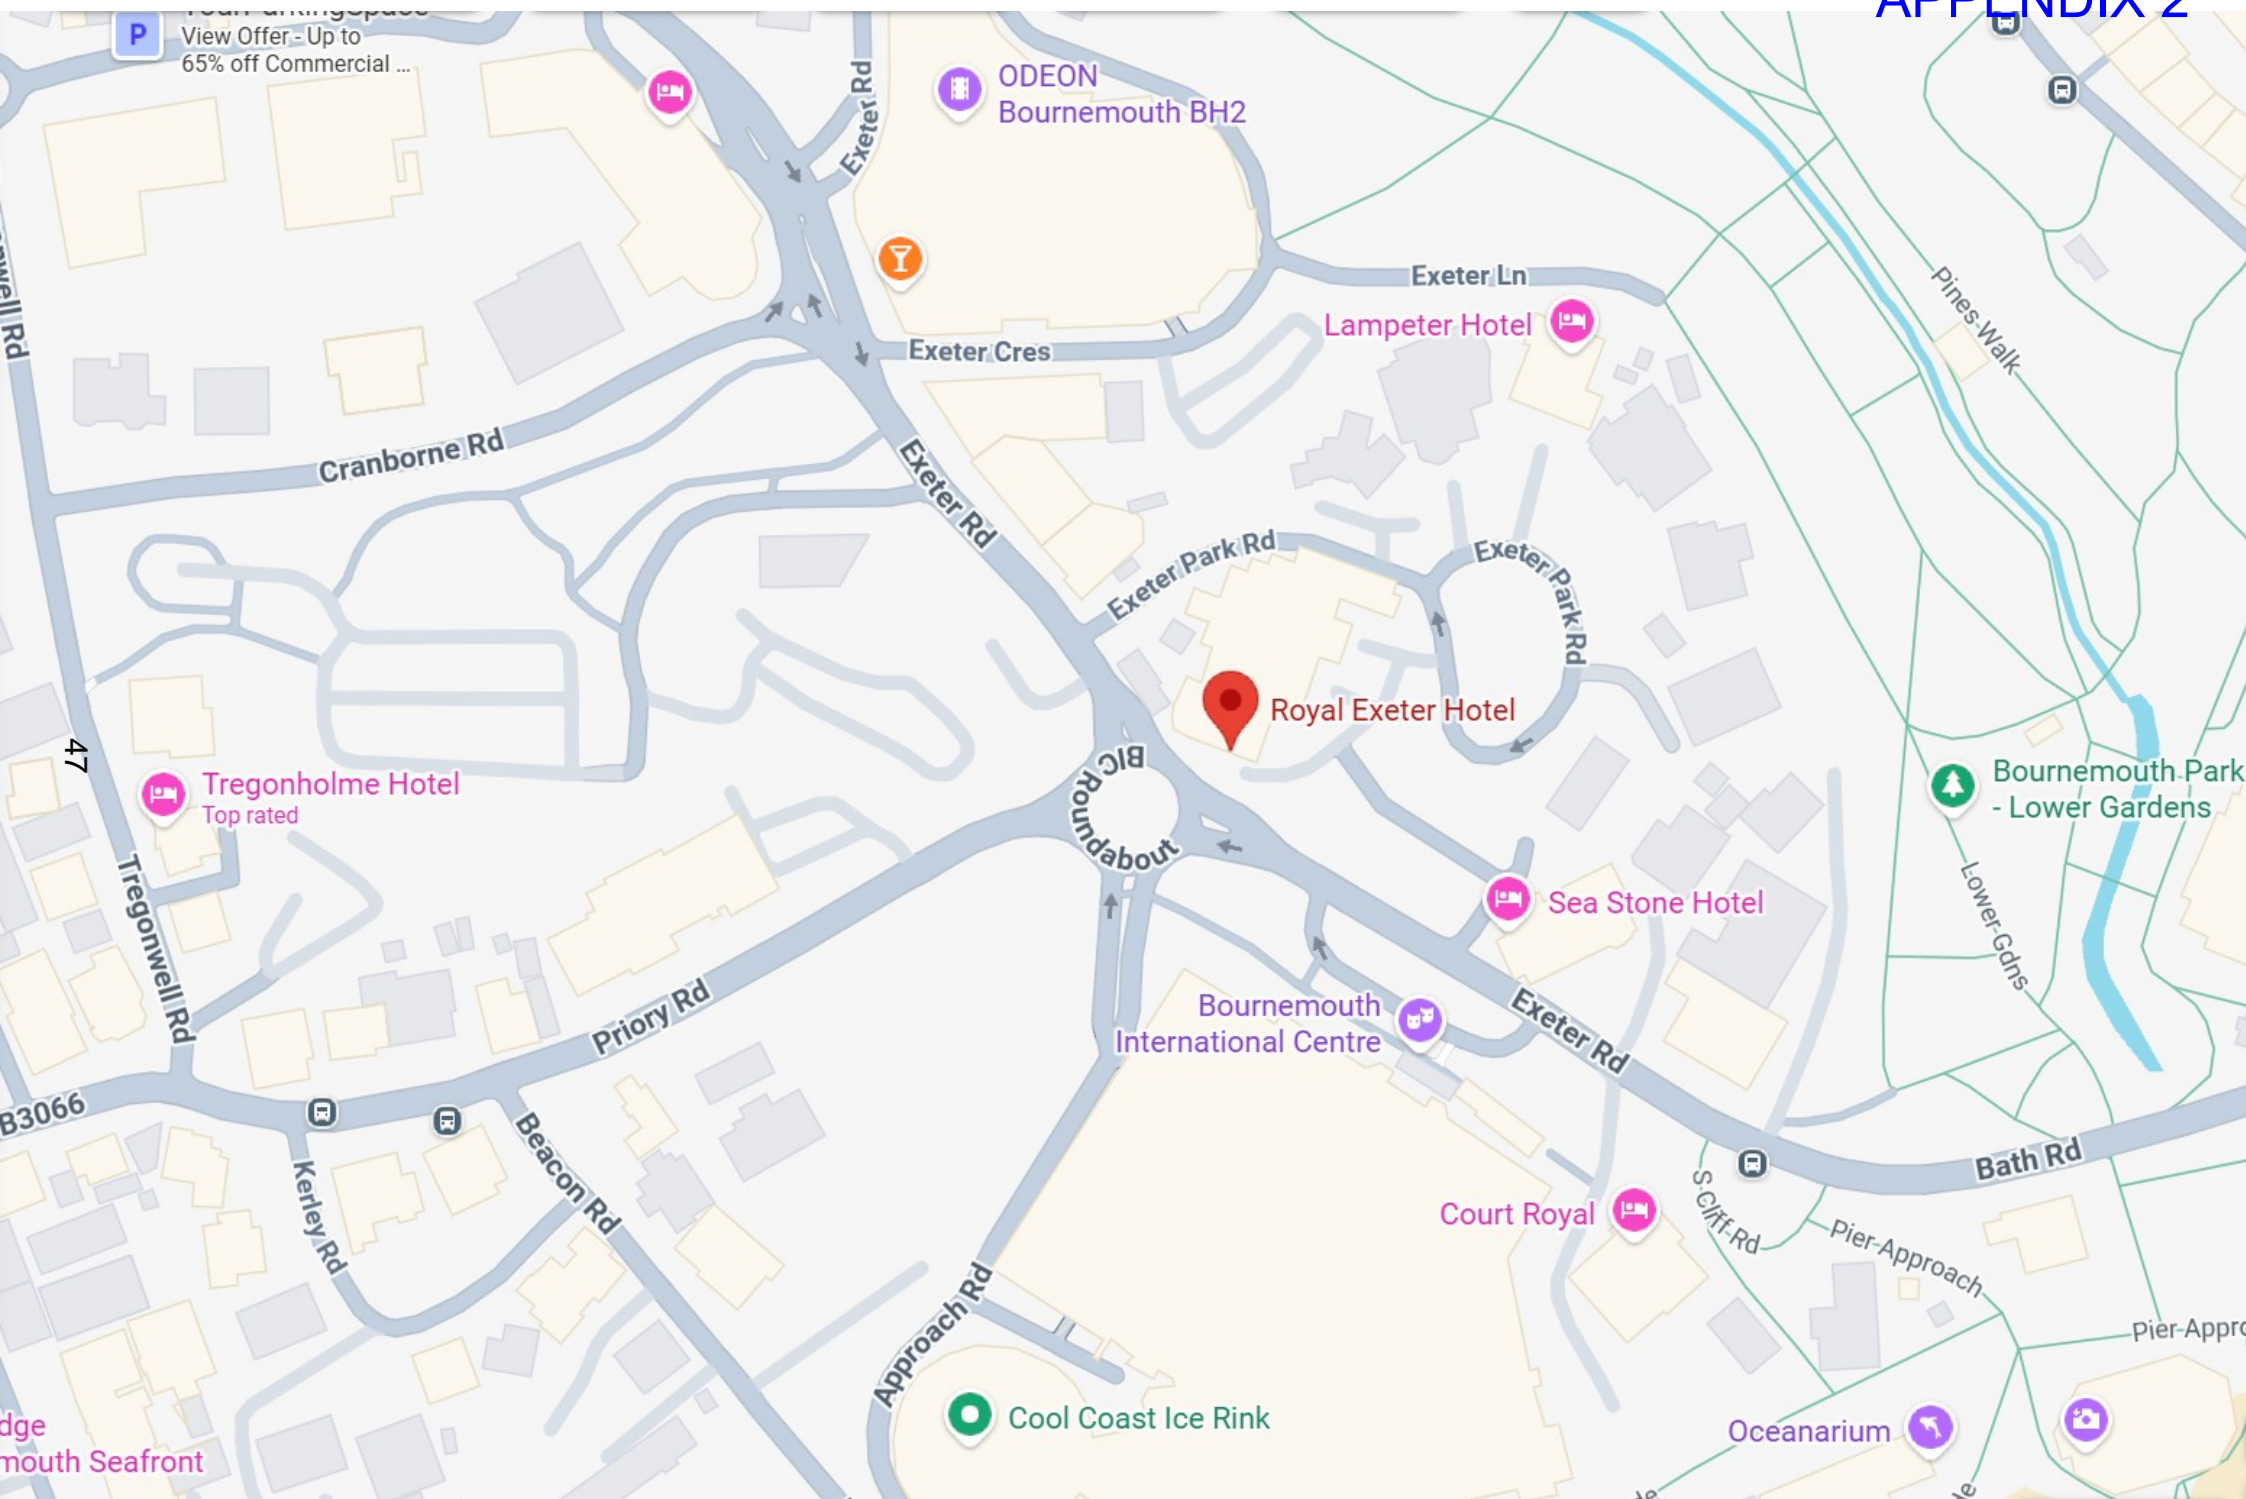 APPENDIX 2
View Offer - Up to
65% off Commercial ...
P
Exeter Rd
Exeter Rd
ODEON
Bournemouth BH2
Exeter Ln
Lampeter Hotel
Pines Walk
Exeter Cres
Cranborne Rd
Exeter Rd
Exeter Park Rd
Exeter Park Rd
Royal Exeter Hotel
47
Tregonholme Hotel
Top rated
BIC Roundabout
Bournemouth Park
- Lower Gardens
Lower Gdns
Tregonwell Rd
Sea Stone Hotel
Priory Rd
Bournemouth
International Centre
Exeter Rd
B3066
Kerley Rd
Beacon Rd
Bath Rd
Court Royal
S Cliff Rd
Pier Approach
Pier Appro
Approach Rd
Cool Coast Ice Rink
Oceanarium
dge
mouth Seafront